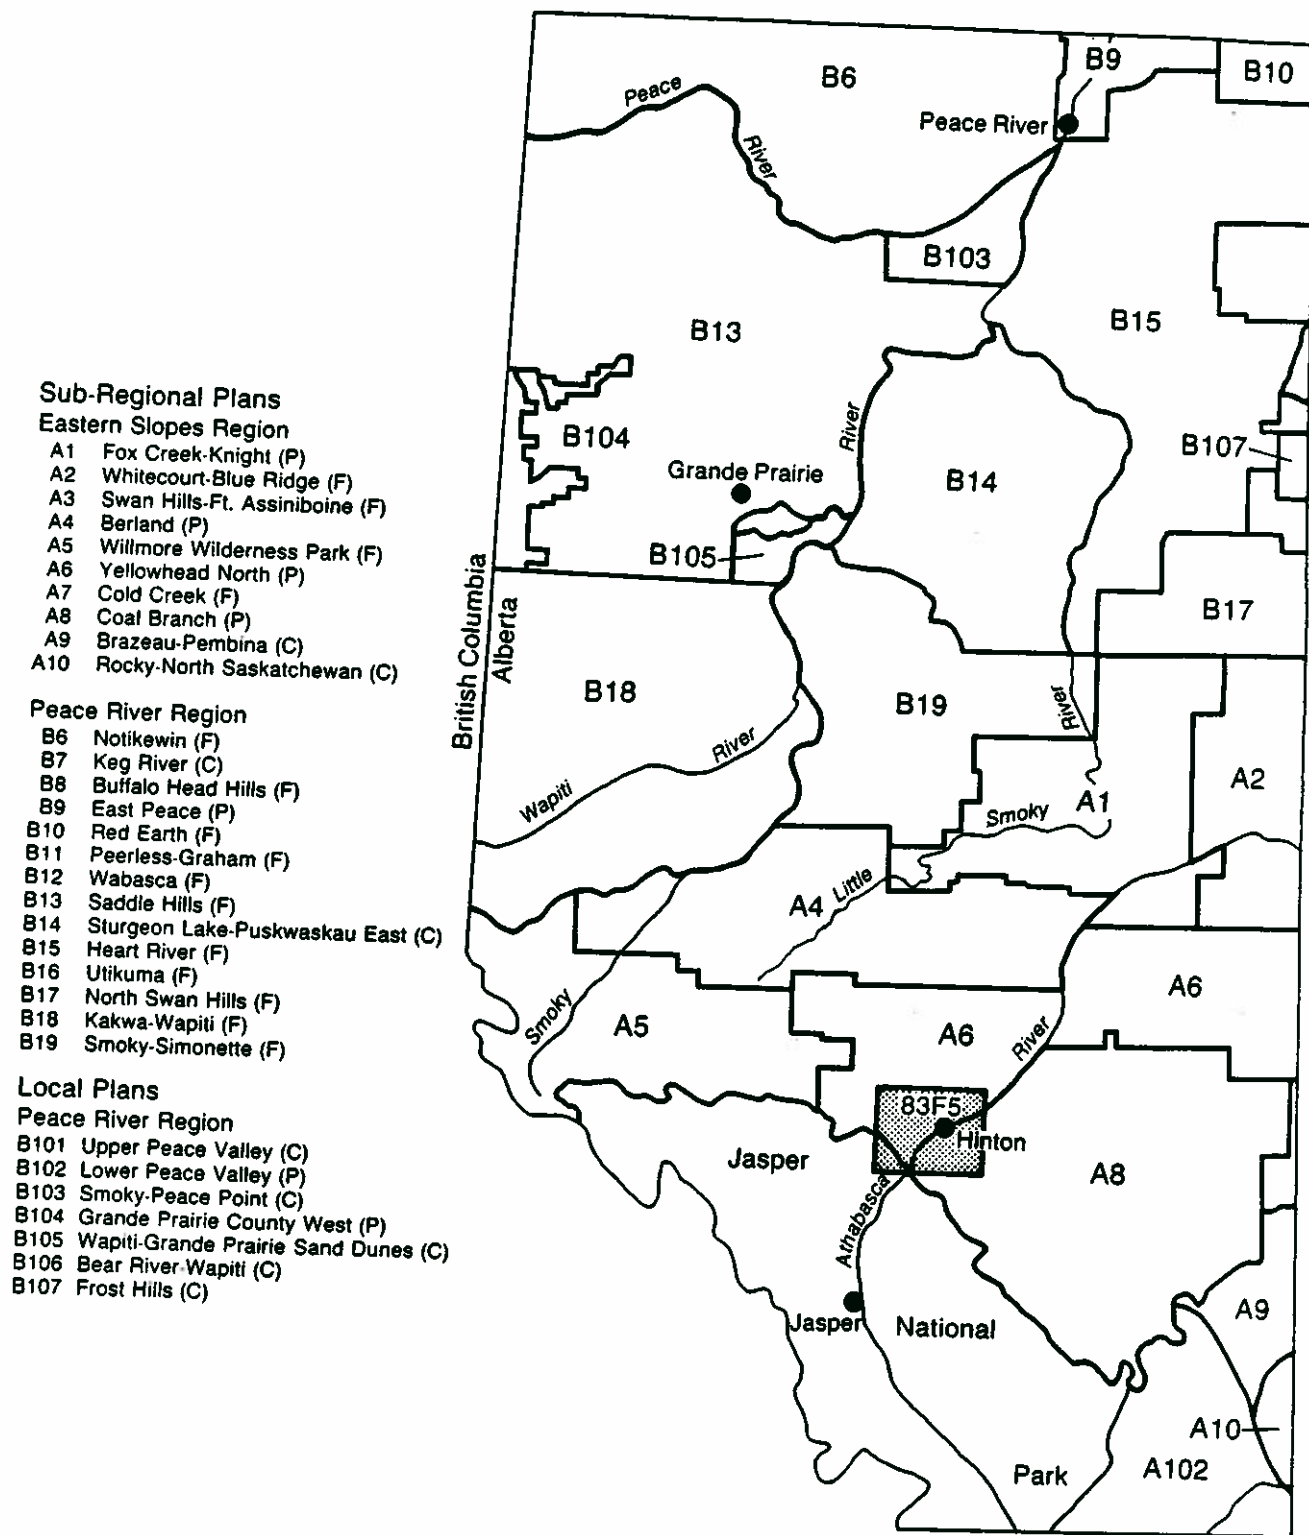 Sub-Regional Plans
Eastern Slopes Region
A1 Fox Creek-Knight (P)
A2 Whitecourt-Blue Ridge (F)
A3 Swan Hills-Ft. Assiniboine (F)
A4 Berland (P)
A5 Willmore Wilderness Park (F)
A6 Yellowhead North (P)
A7 Cold Creek (F)
A8 Coal Branch (P)
A9 Brazeau-Pembina (C)
A10 Rocky-North Saskatchewan (C)
Peace River Region
B6 Notikewin (F)
B7 Keg River (C)
B8 Buffalo Head Hills (F)
B9 East Peace (P)
B10 Red Earth (F)
B11 Peerless-Graham (F)
B12 Wabasca (F)
B13 Saddle Hills (F)
B14 Sturgeon Lake-Puskwaskau East (C)
B15 Heart River (F)
B16 Utikuma (F)
B17 North Swan Hills (F)
B18 Kakwa-Wapiti (F)
B19 Smoky-Simonette (F)
Local Plans
Peace River Region
B101 Upper Peace Valley (C)
B102 Lower Peace Valley (P)
B103 Smoky-Peace Point (C)
B104 Grande Prairie County West (P)
B105 Wapiti-Grande Prairie Sand Dunes (C)
B106 Bear River-Wapiti (C)
B107 Frost Hills (C)
B6
B9
B10
Peace
River
Peace River
B103
B13
B15
B104
River
B107
Grande Prairie
B14
B105
British Columbia
Alberta
B17
B18
B19
River
River
Wapiti
A1
A2
Smoky
A4
Little
A6
Smoky
A5
A6
River
83F5
Hinton
Jasper
A8
Athabasca
Jasper
National
A9
A10
Park
A102